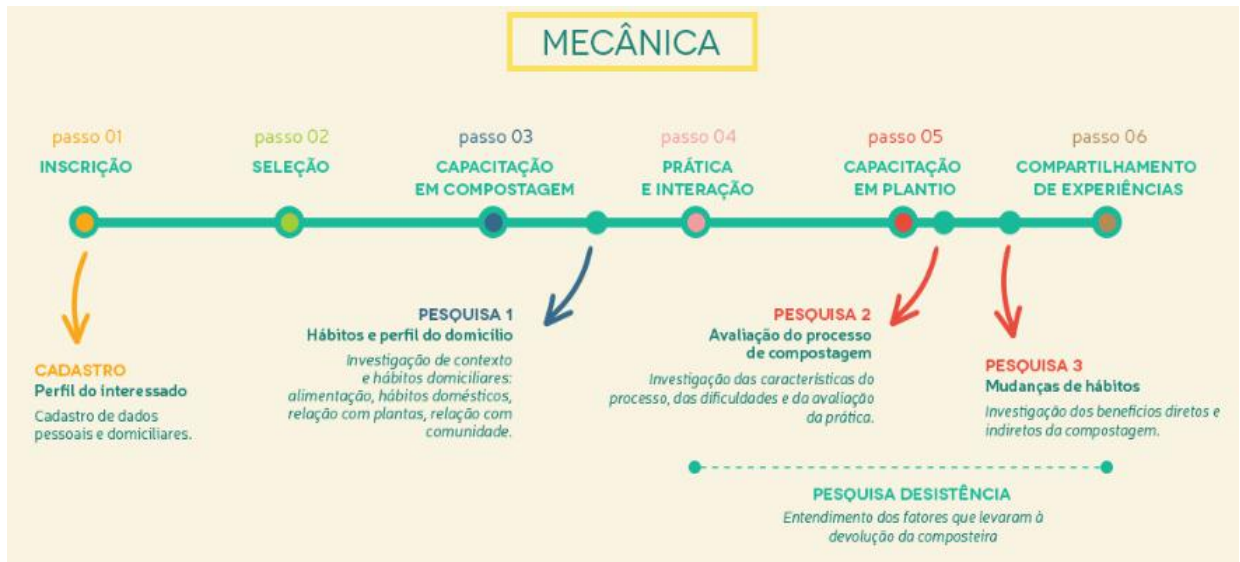 MECÂNICA
passo 01
INSCRIÇÃO
passo 02
SELEÇÃO
passo 03
CAPACITAÇÃO
EM COMPOSTAGEM
passo 04
PRÁTICA
E INTERAÇÃO
passo 05
CAPACITAÇÃO
EM PLANTIO
passo 06
COMPARTILHAMENTO
DE EXPERIÊNCIAS
CADASTRO
Perfil do interessado
Cadastro de dados
pessoais e domiciliares.
PESQUISA 1
Hábitos e perfil do domicílio
Investigação de contexto
e hábitos domiciliares:
alimentação, hábitos domésticos,
relação com plantas, relação com
comunidade.
PESQUISA 2
Avaliação do processo
de compostagem
Investigação das características do
processo, das dificuldades e da avaliação
da prática.
PESQUISA 3
Mudanças de hábitos
Investigação dos benefícios diretos e
indiretos da compostagem.
PESQUISA DESISTÊNCIA
Entendimento dos fatores que levaram à
devolução da composteira